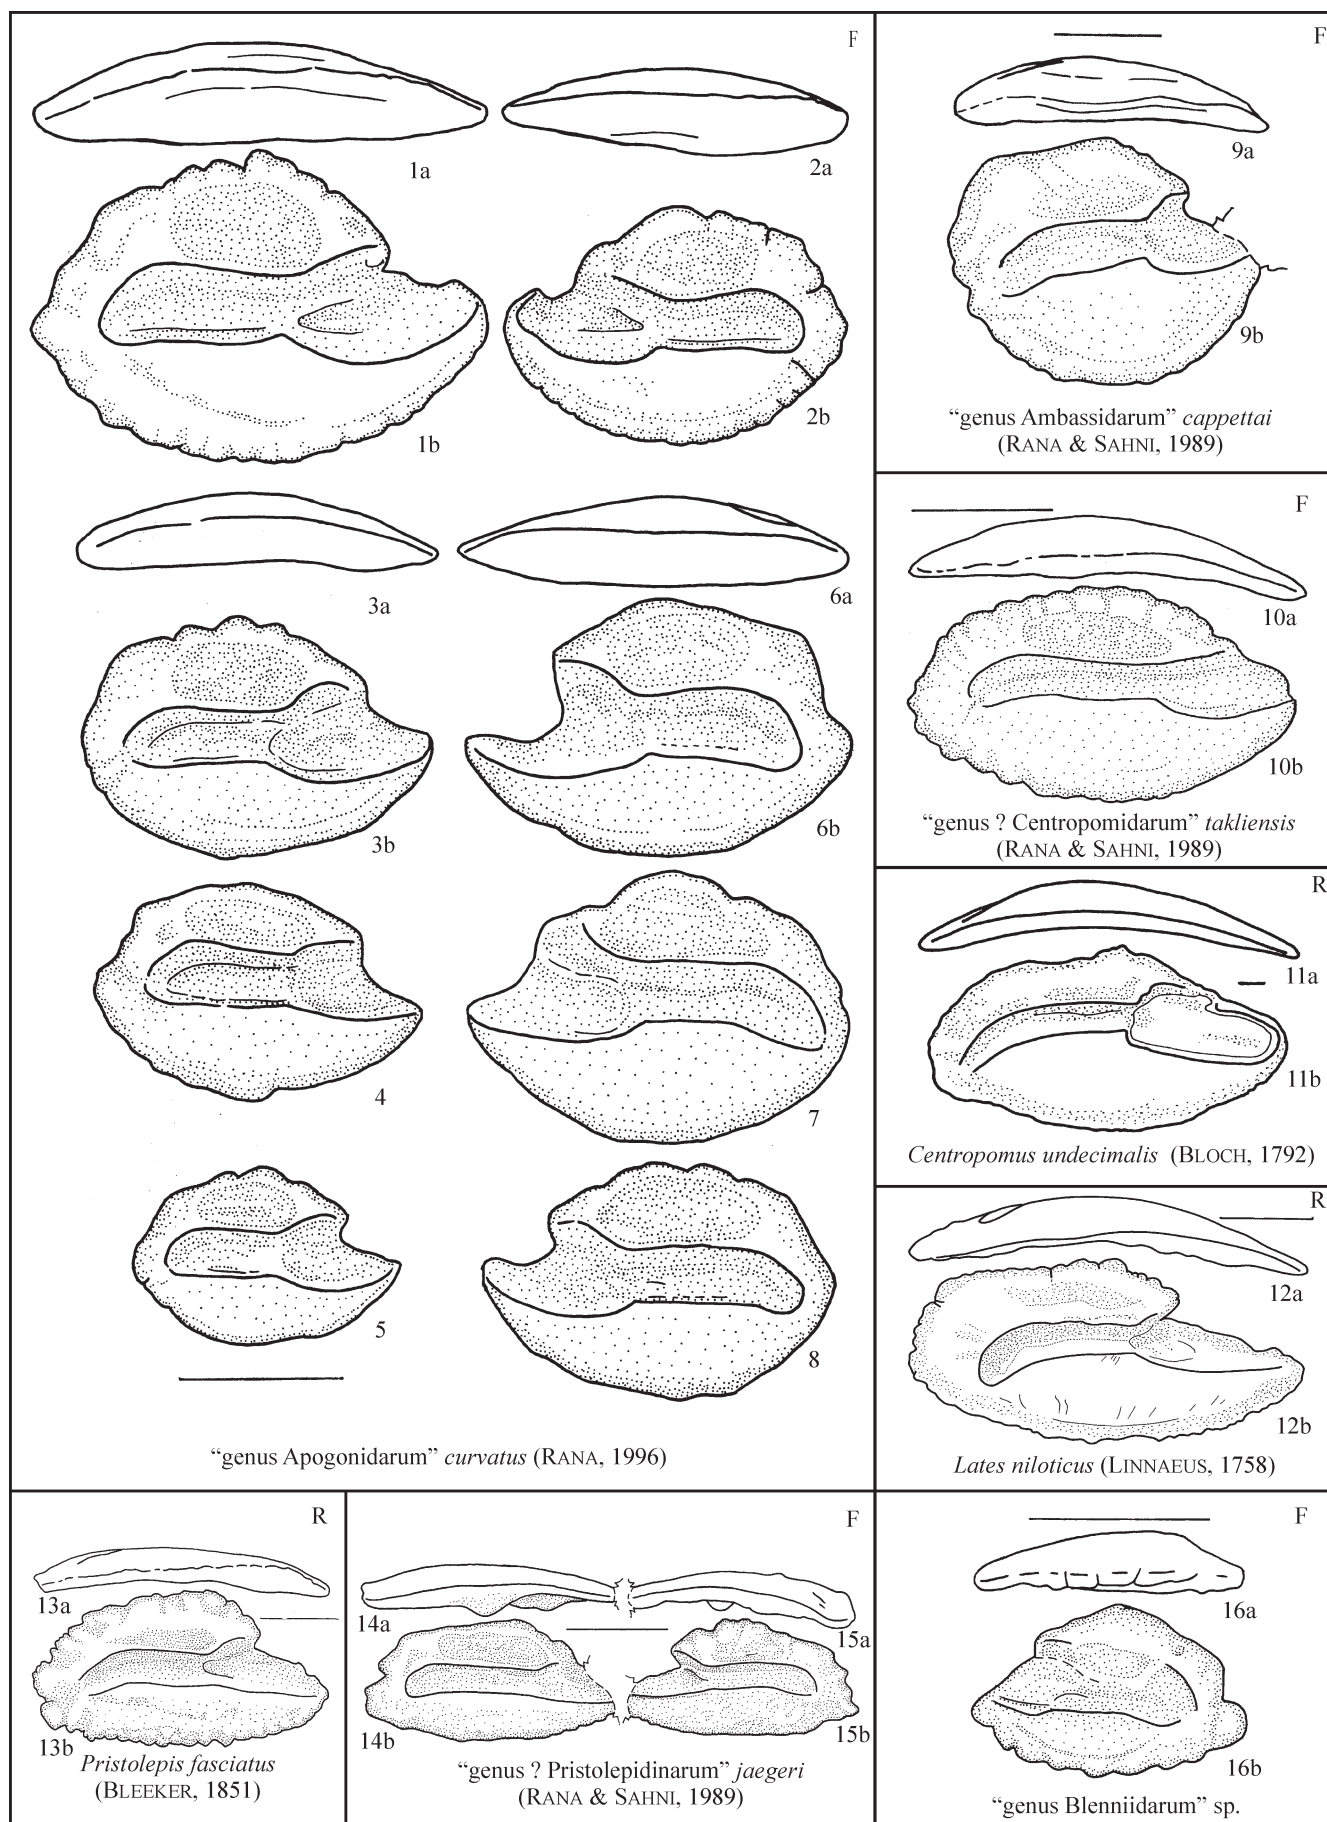 F
1a
2a
1b
2b
3a
6a
3b
6b
4
7
5
8
“genus Apogonidarum” curvatus (RANA, 1996)
F
9a
9b
“genus Ambassidarum” cappettai
(RANA & SAHNI, 1989)
F
10a
10b
“genus ? Centropomidarum” takliensis
(RANA & SAHNI, 1989)
R
11a
11b
Centropomus undecimalis (BLOCH, 1792)
R
12a
12b
Lates niloticus (LINNAEUS, 1758)
R
13a
13b
Pristolepis fasciatus
(BLEEKER, 1851)
F
14a
15a
14b
15b
“genus ? Pristolepidinarum” jaegeri
(RANA & SAHNI, 1989)
F
16a
16b
“genus Blenniidarum” sp.